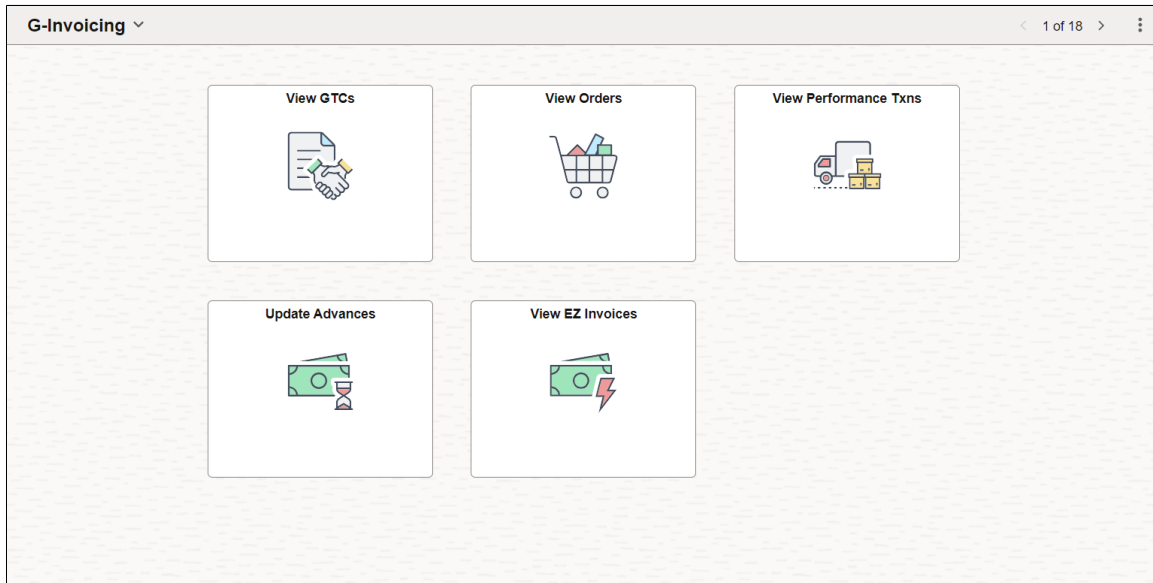 G-Invoicing
1 of 18
View GTCs
View Orders
View Performance Txns
Update Advances
View EZ Invoices